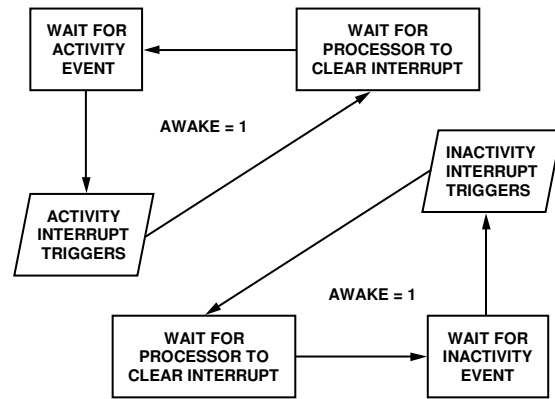 WAIT FOR
ACTIVITY
EVENT
WAIT FOR
PROCESSOR TO
CLEAR INTERRUPT
AWAKE = 1
INACTIVITY
INTERRUPT
TRIGGERS
ACTIVITY
INTERRUPT
TRIGGERS
AWAKE = 1
WAIT FOR
PROCESSOR TO
CLEAR INTERRUPT
WAIT FOR
INACTIVITY
EVENT